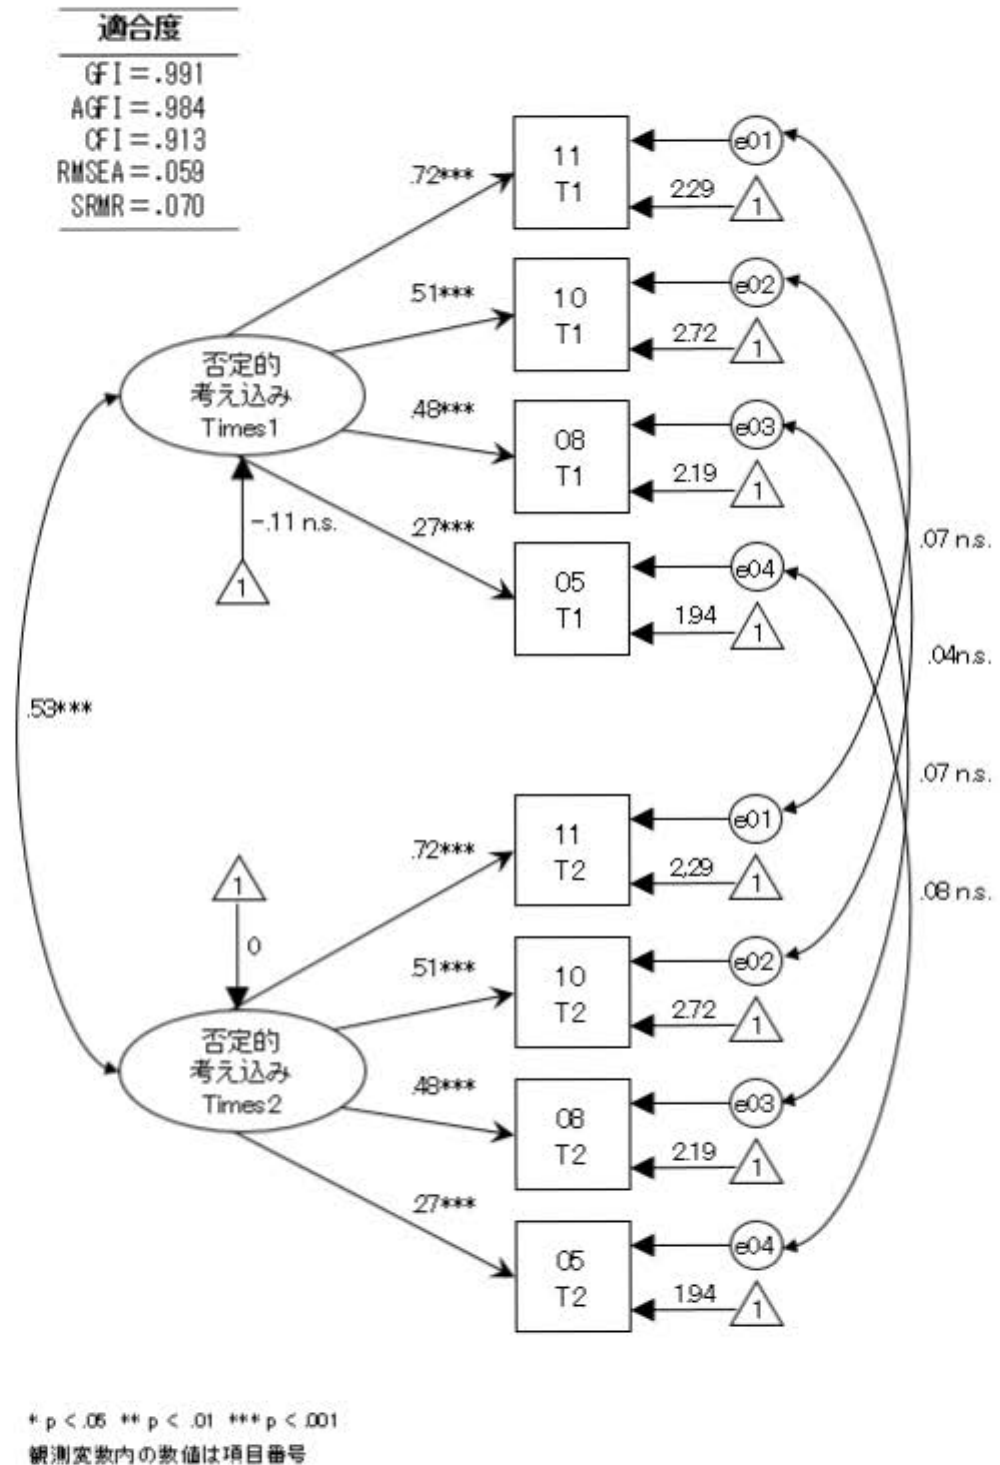 適合度
GFI＝.991
AGFI＝.984
CFI＝.913
RMSEA＝.059
SRMR＝.070
11
T1
.72***
e01
2.29
1
10
T1
.51***
e02
2.72
1
否定的
考え込み
Times1
08
T1
.48***
e03
2.19
1
-.11 n.s.
1
05
T1
.27***
e04
1.94
1
.07 n.s.
.04n.s.
.53***
.07 n.s.
.08 n.s.
11
T2
.72***
e01
2,29
1
1
0
10
T2
.51***
e02
2.72
1
否定的
考え込み
Times2
08
T2
.48***
e03
2.19
1
05
T2
.27***
e04
1.94
1
* p < .05 ** p < .01 *** p < .001
観測変数内の数値は項目番号